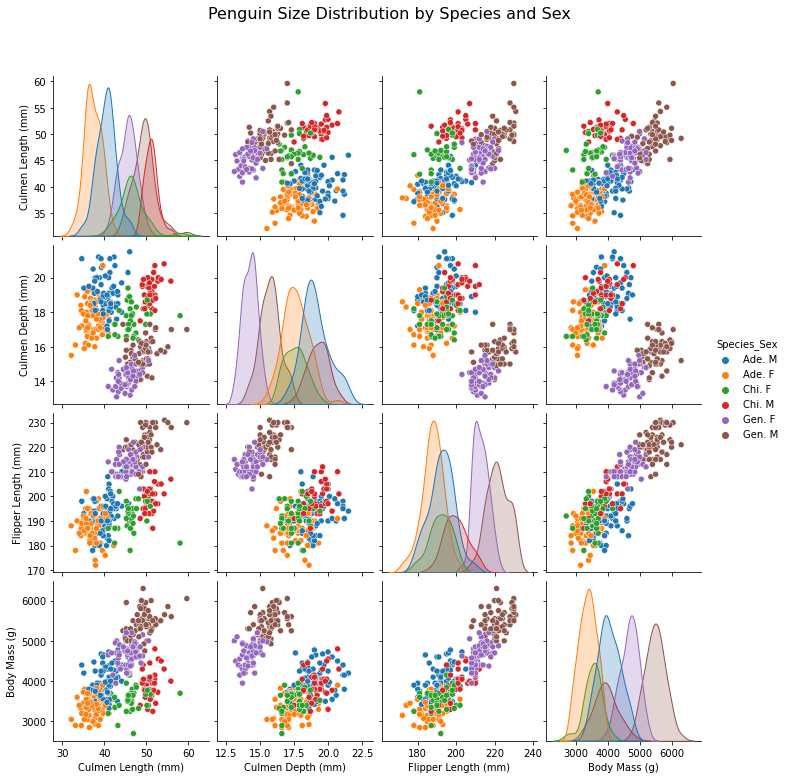 Penguin Size Distribution by Species and Sex
Culmen Length (mm)
60
55
50
45
40
35
Culmen Depth (mm)
20
18
16
14
Species_Sex
Ade. M
Ade. F
Chi. F
Chi. M
Gen. F
Gen. M
Flipper Length (mm)
230
220
210
200
190
180
170
Body Mass (g)
6000
5000
4000
3000
30 40 50 60 12.5 15.0 17.5 20.0 22.5 180 200 220 240 3000 4000 5000 6000
Culmen Length (mm) Culmen Depth (mm) Flipper Length (mm) Body Mass (g)